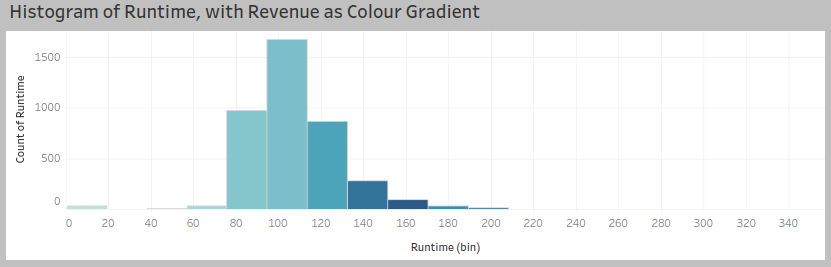 Histogram of Runtime, with Revenue as Colour Gradient
Count of Runtime
1500
1000
500
0
0 20 40 60 80 100 120 140 160 180 200 220 240 260 280 300 320 340
Runtime (bin)